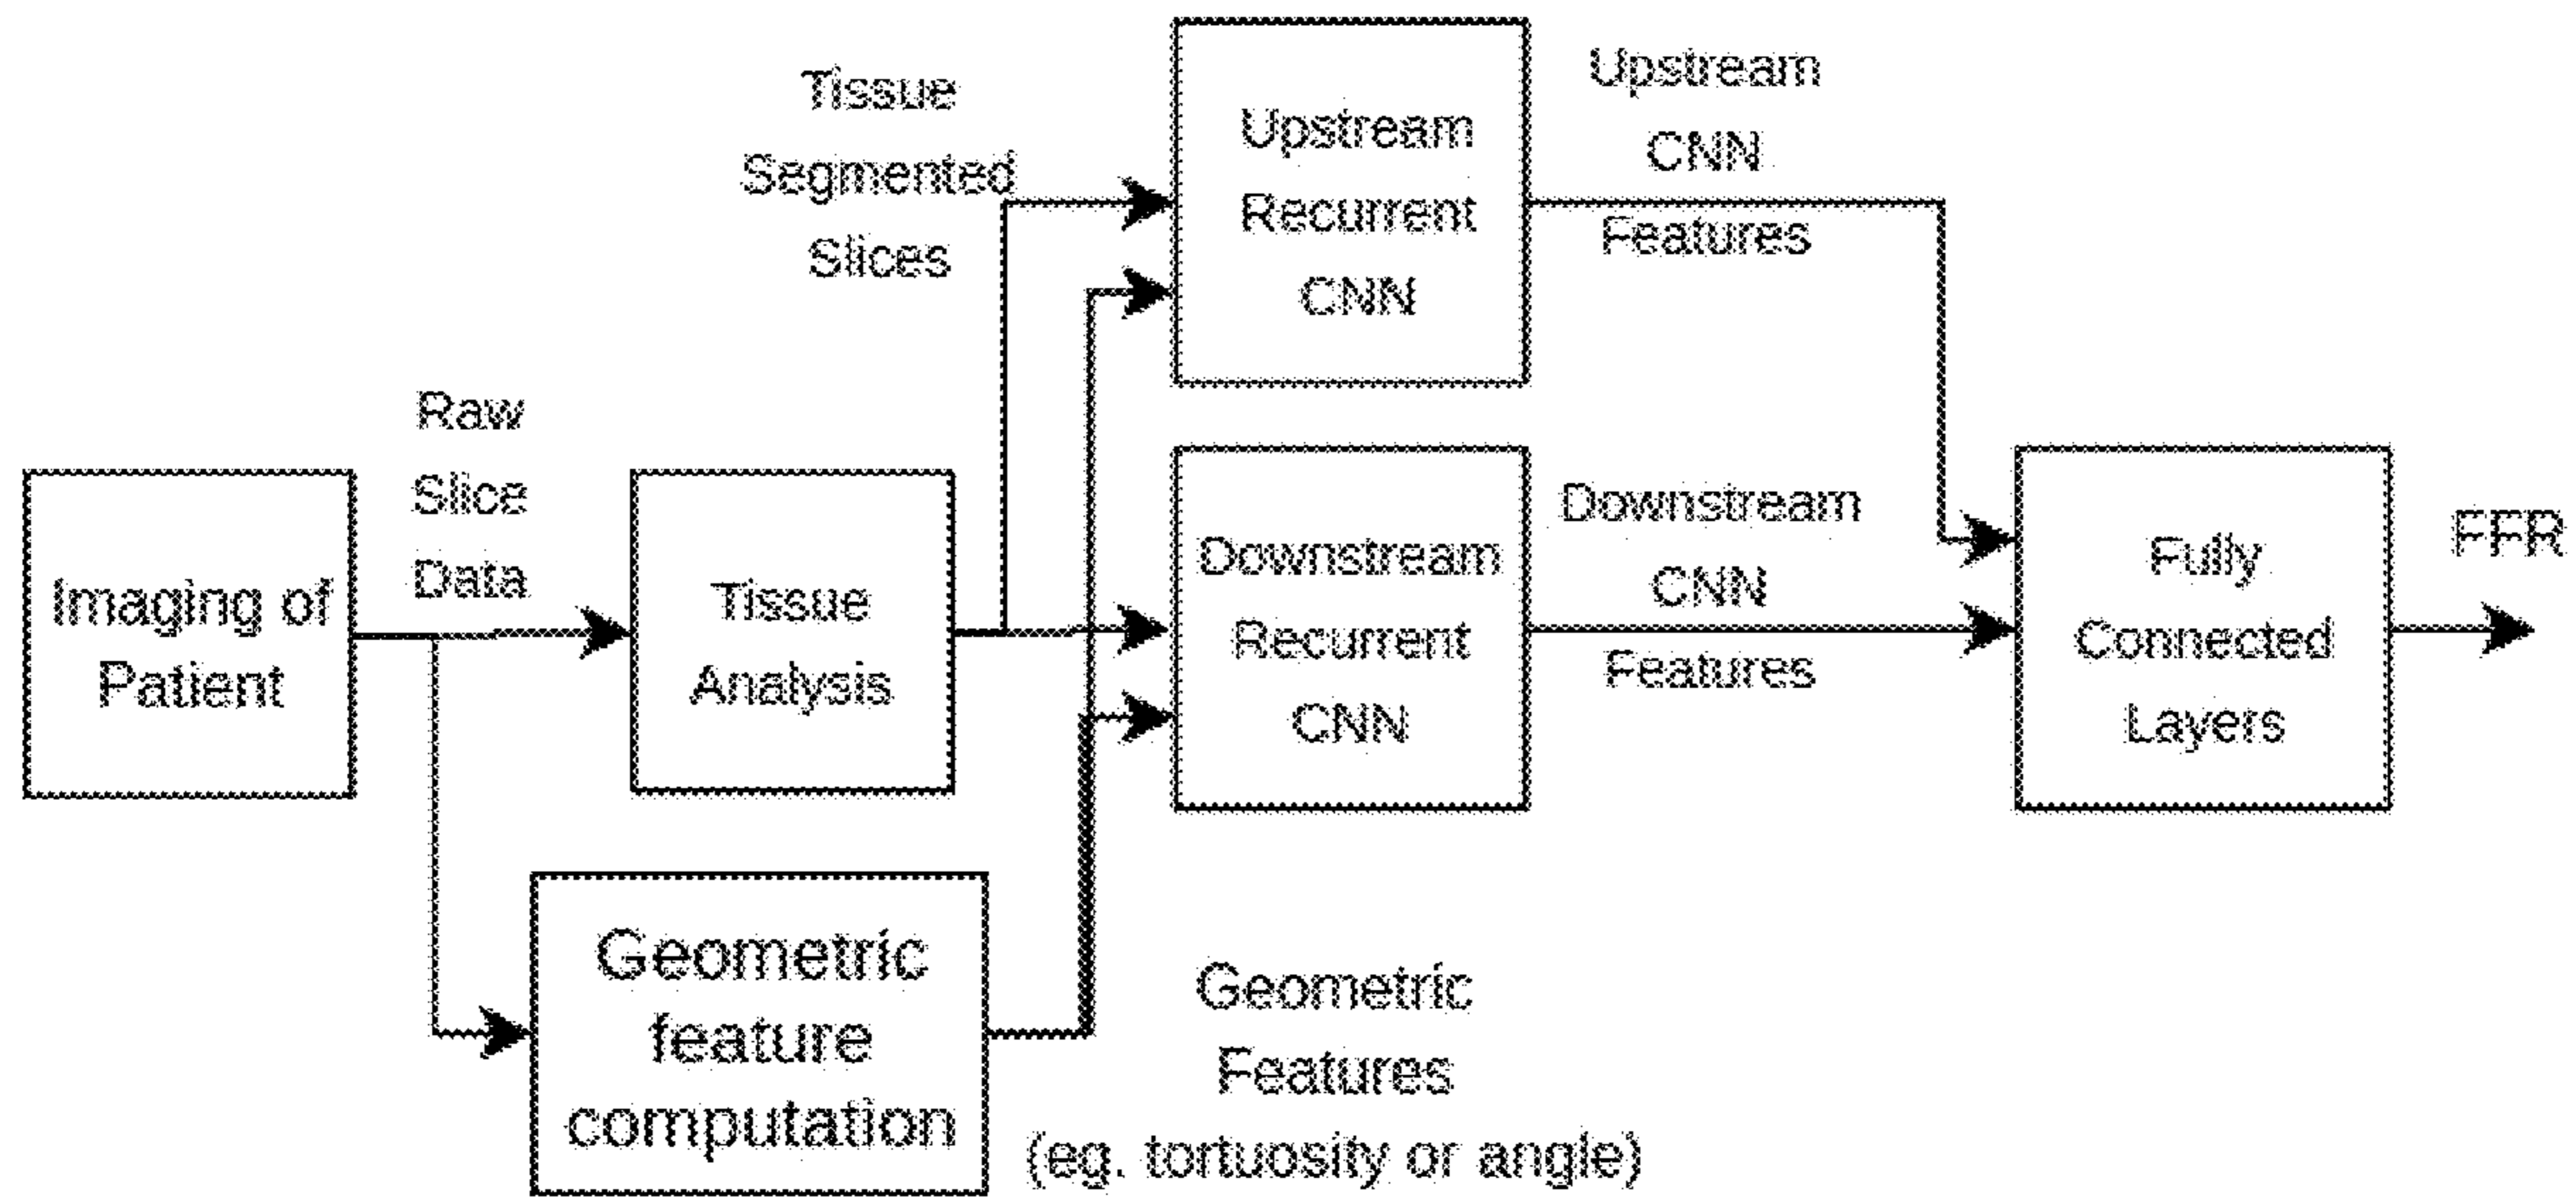 Tissue
Segmented
Slices
Upstream
Recurrent
CNN
Upstream
CNN
Features
Raw
Slice
Data
Imaging of
Patient
Tissue
Analysis
Downstream
Recurrent
CNN
Downstream
CNN
Features
Fully
Connected
Layers
FFR
Geometric
feature
computation
Geometric
Features
(eg. tortuosity or angle)